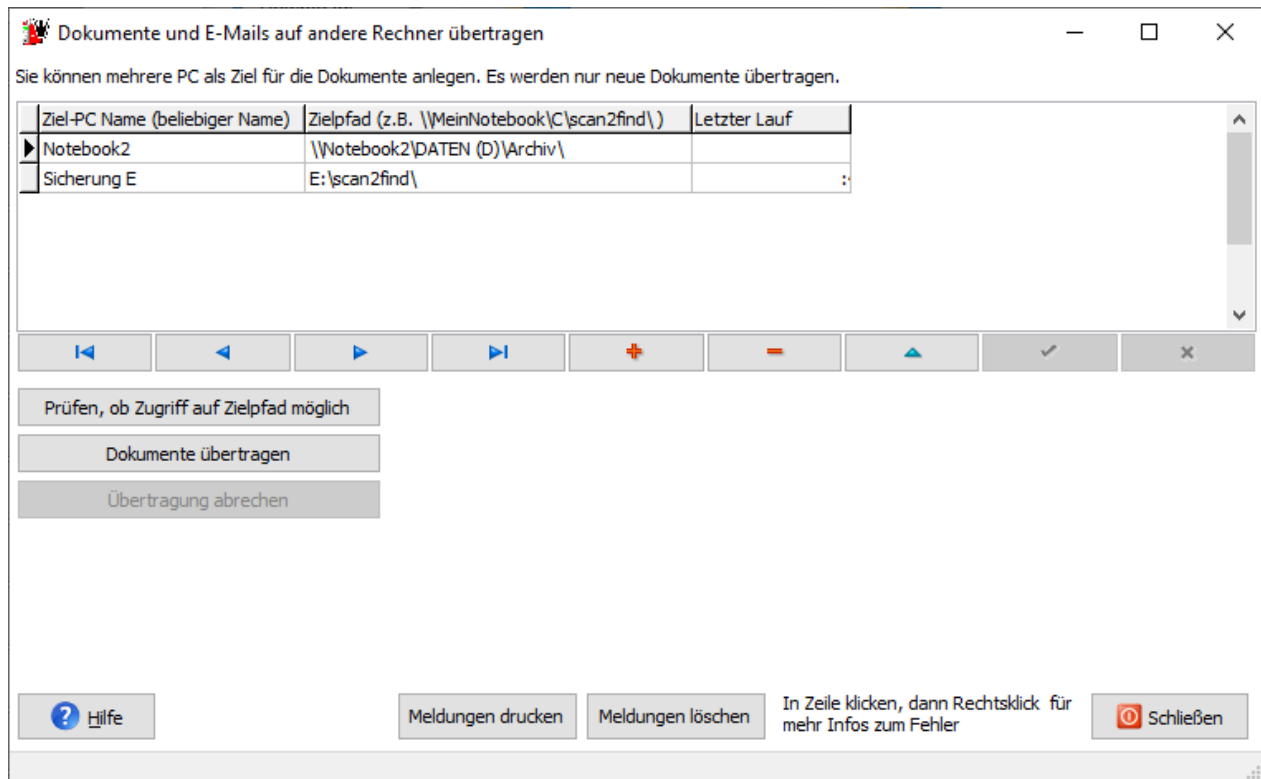 Dokumente und E-Mails auf andere Rechner übertragen
Sie können mehrere PC als Ziel für die Dokumente anlegen. Es werden nur neue Dokumente übertragen.
Ziel-PC Name (beliebiger Name) Zielpfad (z.B. \\MeinNotebook\C\scan2find\ ) Letzter Lauf
Notebook2 \\Notebook2\DATEN (D)\Archiv\
Sicherung E E:\scan2find\
Prüfen, ob Zugriff auf Zielpfad möglich
Dokumente übertragen
Übertragung abrechen
Hilfe
Meldungen drucken
Meldungen löschen
In Zeile klicken, dann Rechtsklick für
mehr Infos zum Fehler
Schließen